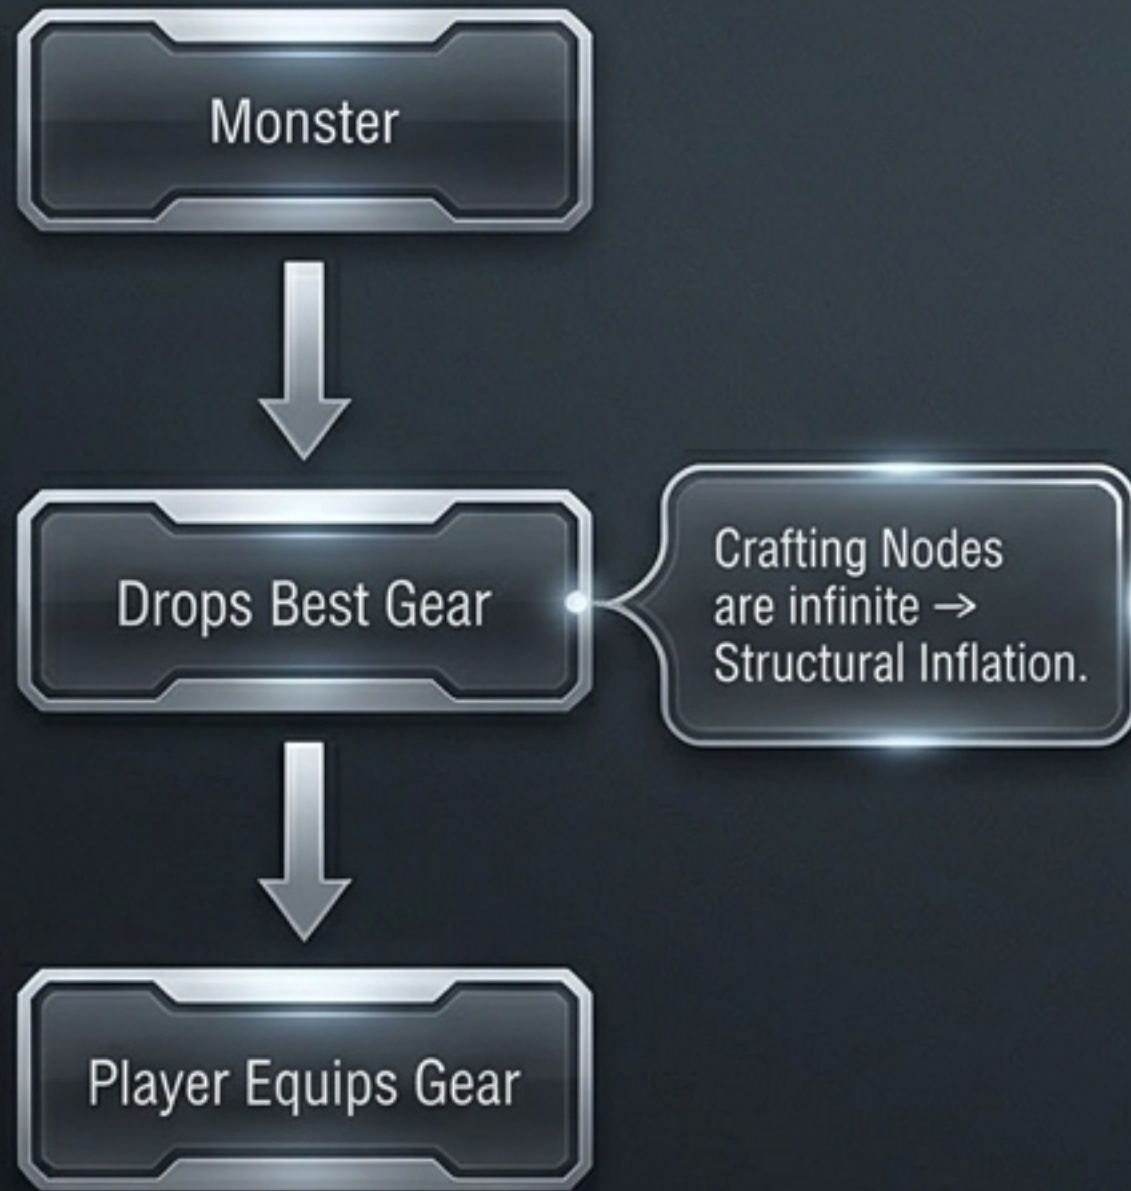 Monster
Drops Best Gear
Crafting Nodes
are infinite →
Structural Inflation.
Player Equips Gear